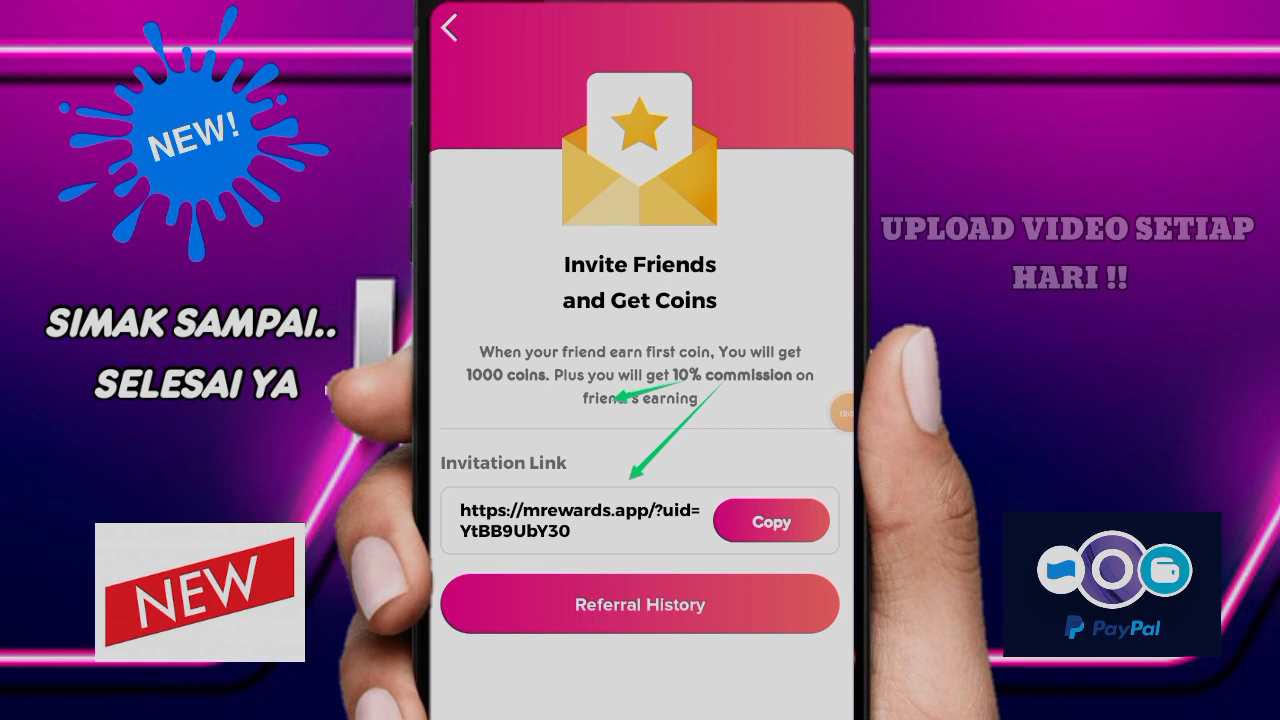 NEW!
SIMAK SAMPAI..
SELESAI YA
NEW
Invite Friends
and Get Coins
When your friend earn first coin, You will get
1000 coins. Plus you will get 10% commission on
friend's earning
Invitation Link
https://mrewards.app/?uid=
YtBB9UbY30
Copy
Referral History
UPLOAD VIDEO SETIAP
HARI !!
PayPal